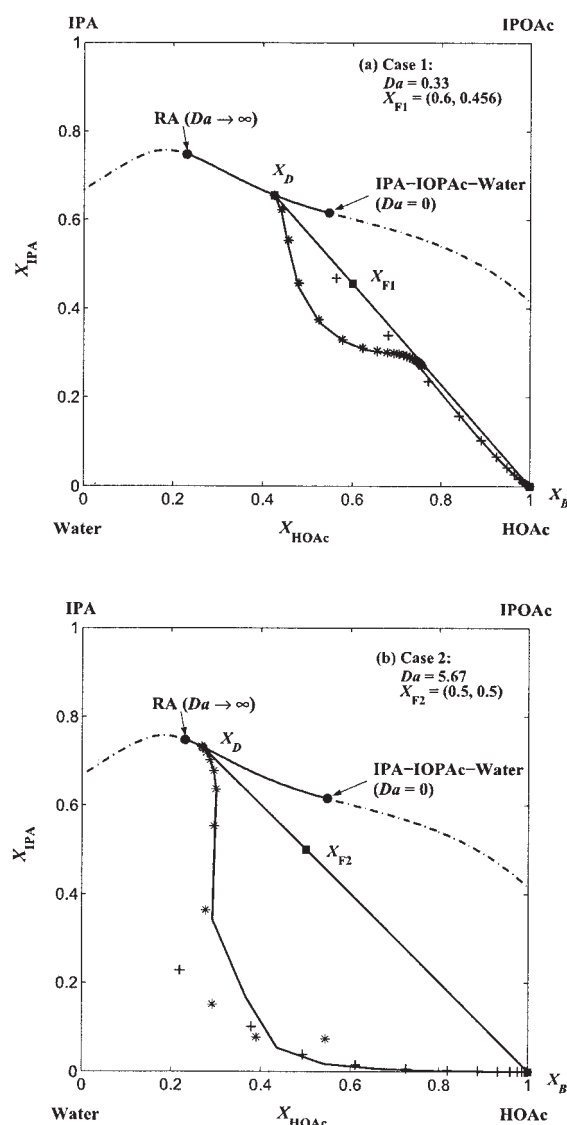 IPA IPOAc
1
(a) Case 1:
Da = 0.33
X_F1 = (0.6, 0.456)
RA (Da → ∞)
0.8
X_D
IPA−IOPAc−Water
(Da = 0)
0.6
X_IPA
X_F1
0.4
0.2
0
0 0.2 0.4 0.6 0.8 1 X_B
Water X_HOAc HOAc
IPA IPOAc
1
(b) Case 2:
Da = 5.67
X_F2 = (0.5, 0.5)
RA (Da → ∞)
0.8
X_D
IPA−IOPAc−Water
(Da = 0)
0.6
X_IPA
X_F2
0.4
0.2
0
0 0.2 0.4 0.6 0.8 1 X_B
Water X_HOAc HOAc